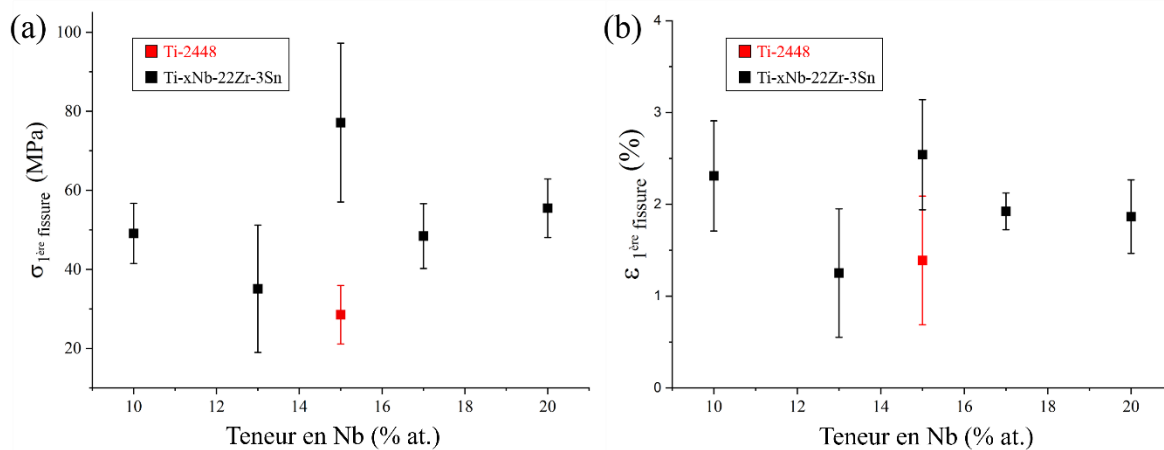 (a)
Ti-2448
Ti-xNb-22Zr-3Sn
σ1ère fissure (MPa)
100
80
60
40
20
10 12 14 16 18 20
Teneur en Nb (% at.)
(b)
Ti-2448
Ti-xNb-22Zr-3Sn
ε 1ère fissure (%)
4
3
2
1
0
10 12 14 16 18 20
Teneur en Nb (% at.)